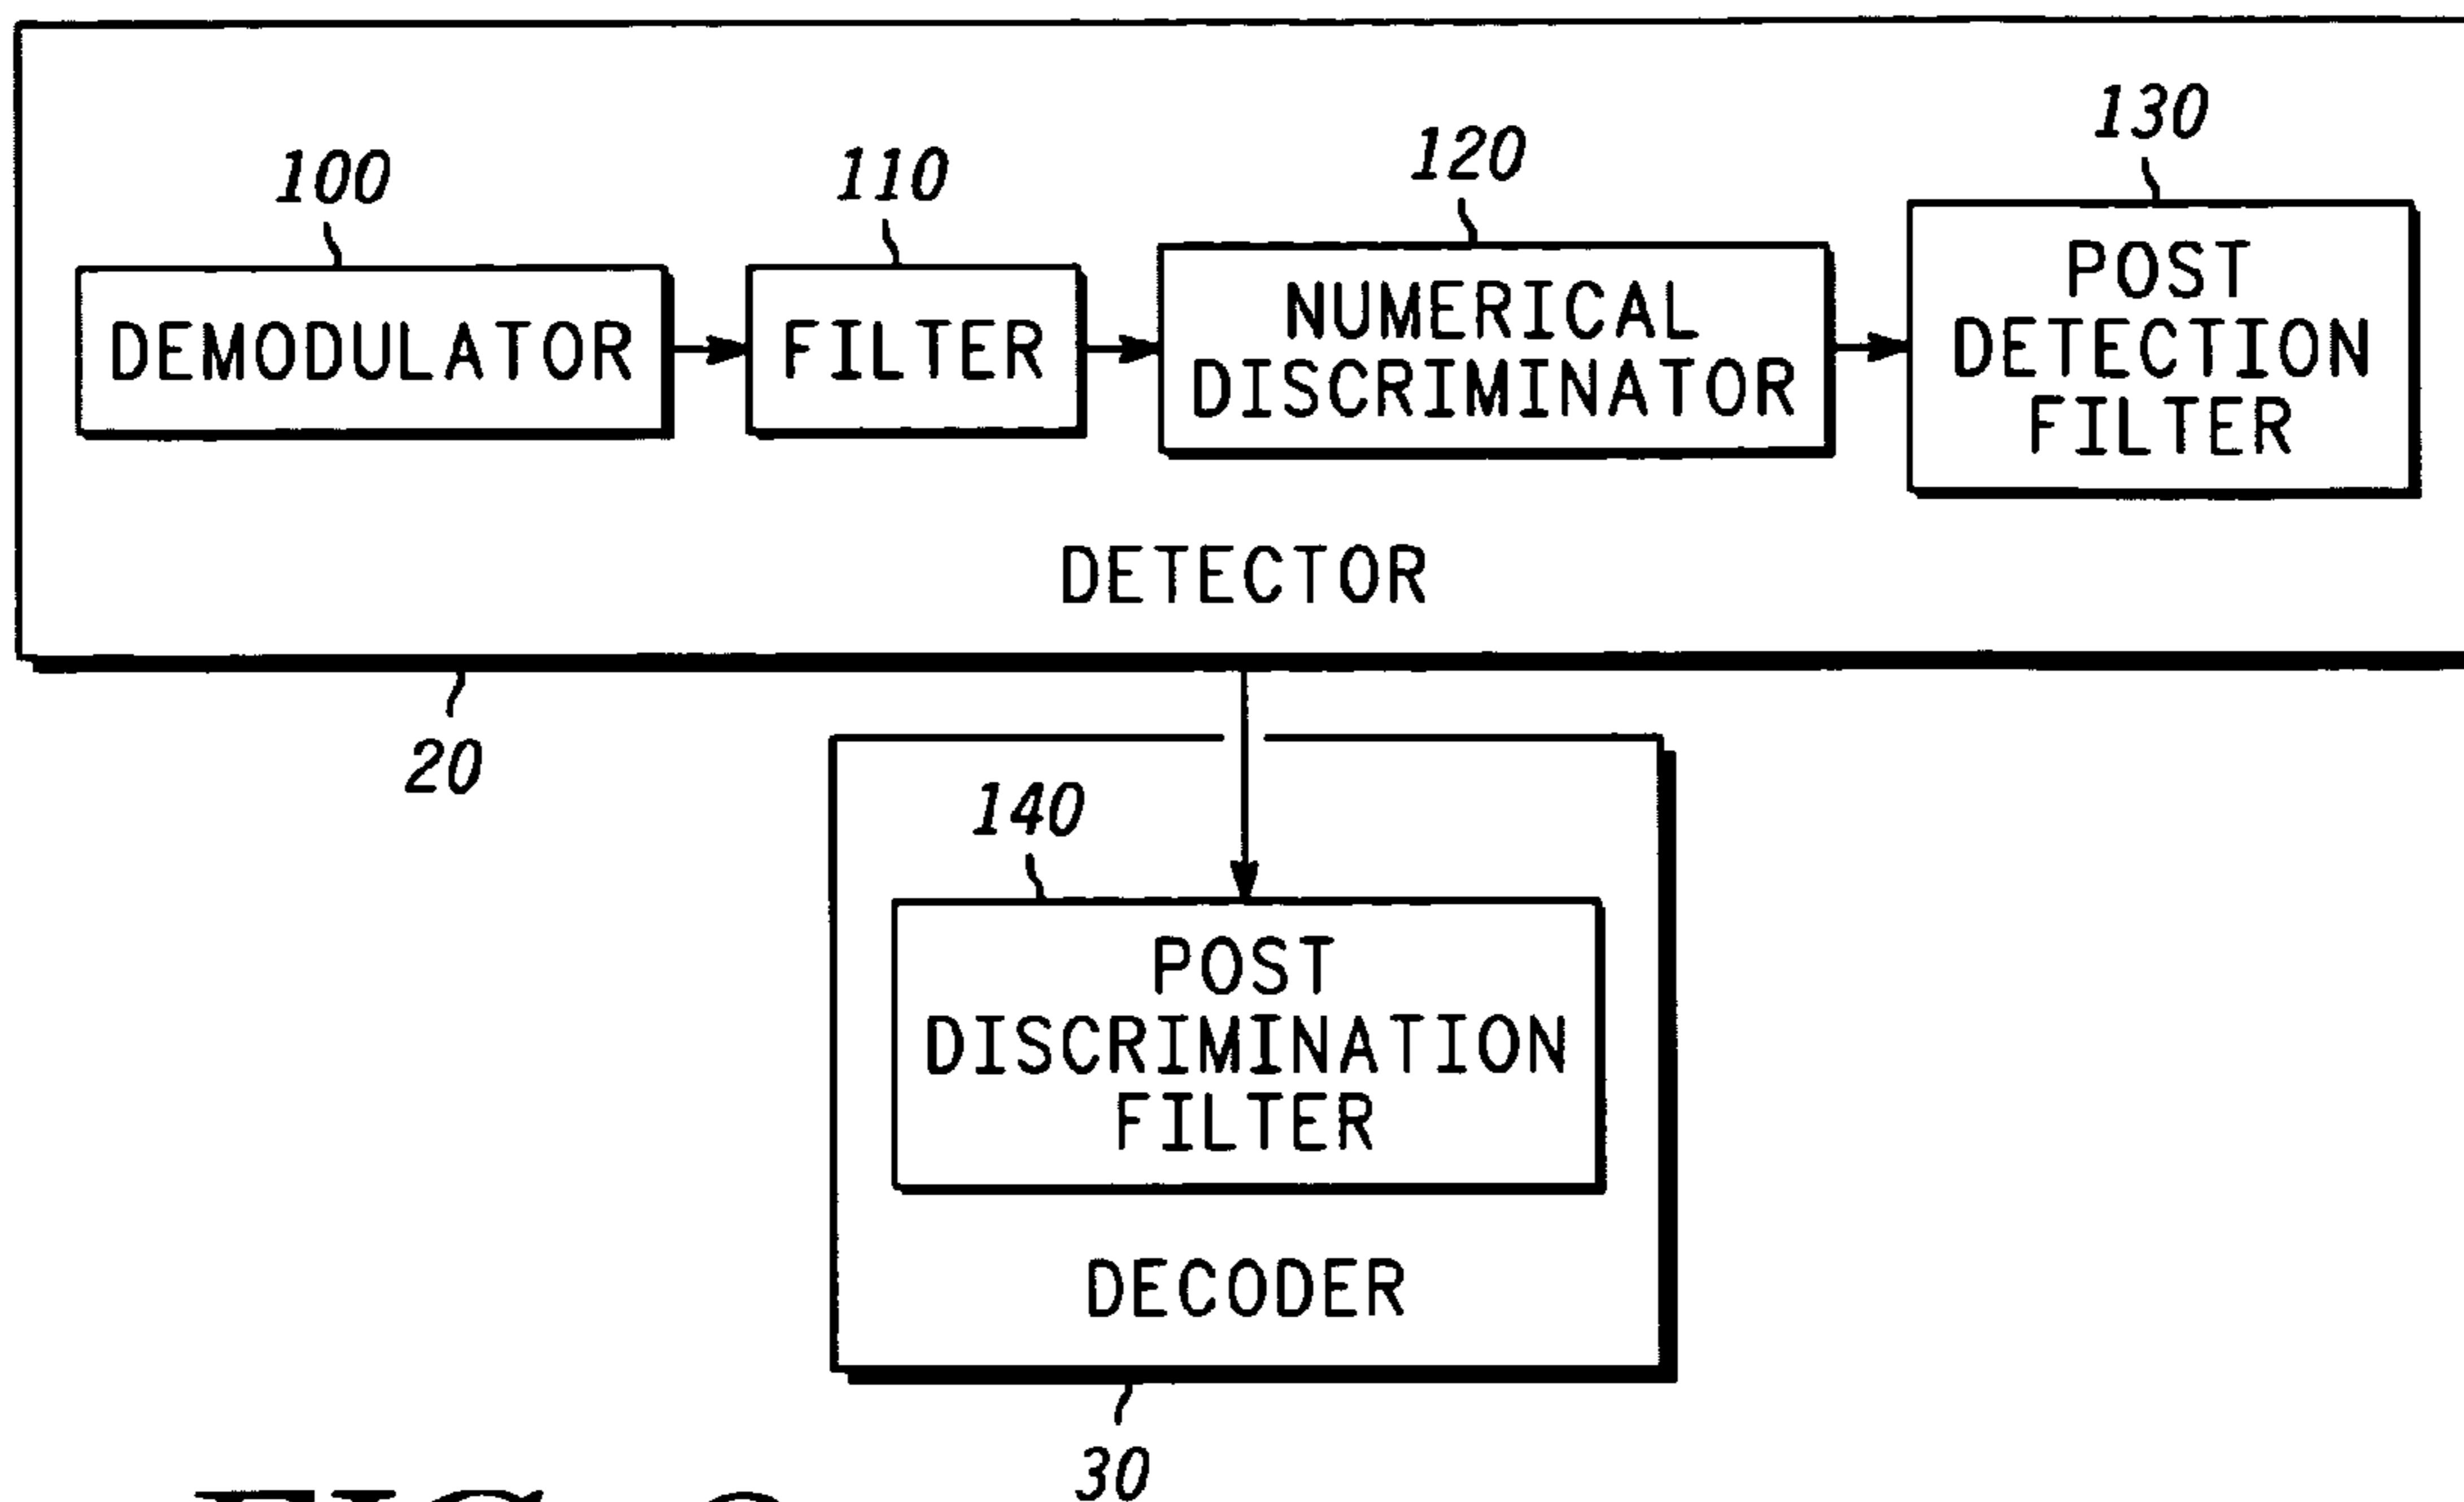 130
120
100
110
POST
DETECTION
FILTER
NUMERICAL
DISCRIMINATOR
DEMODULATOR
FILTER
DETECTOR
20
140
POST
DISCRIMINATION
FILTER
DECODER
30